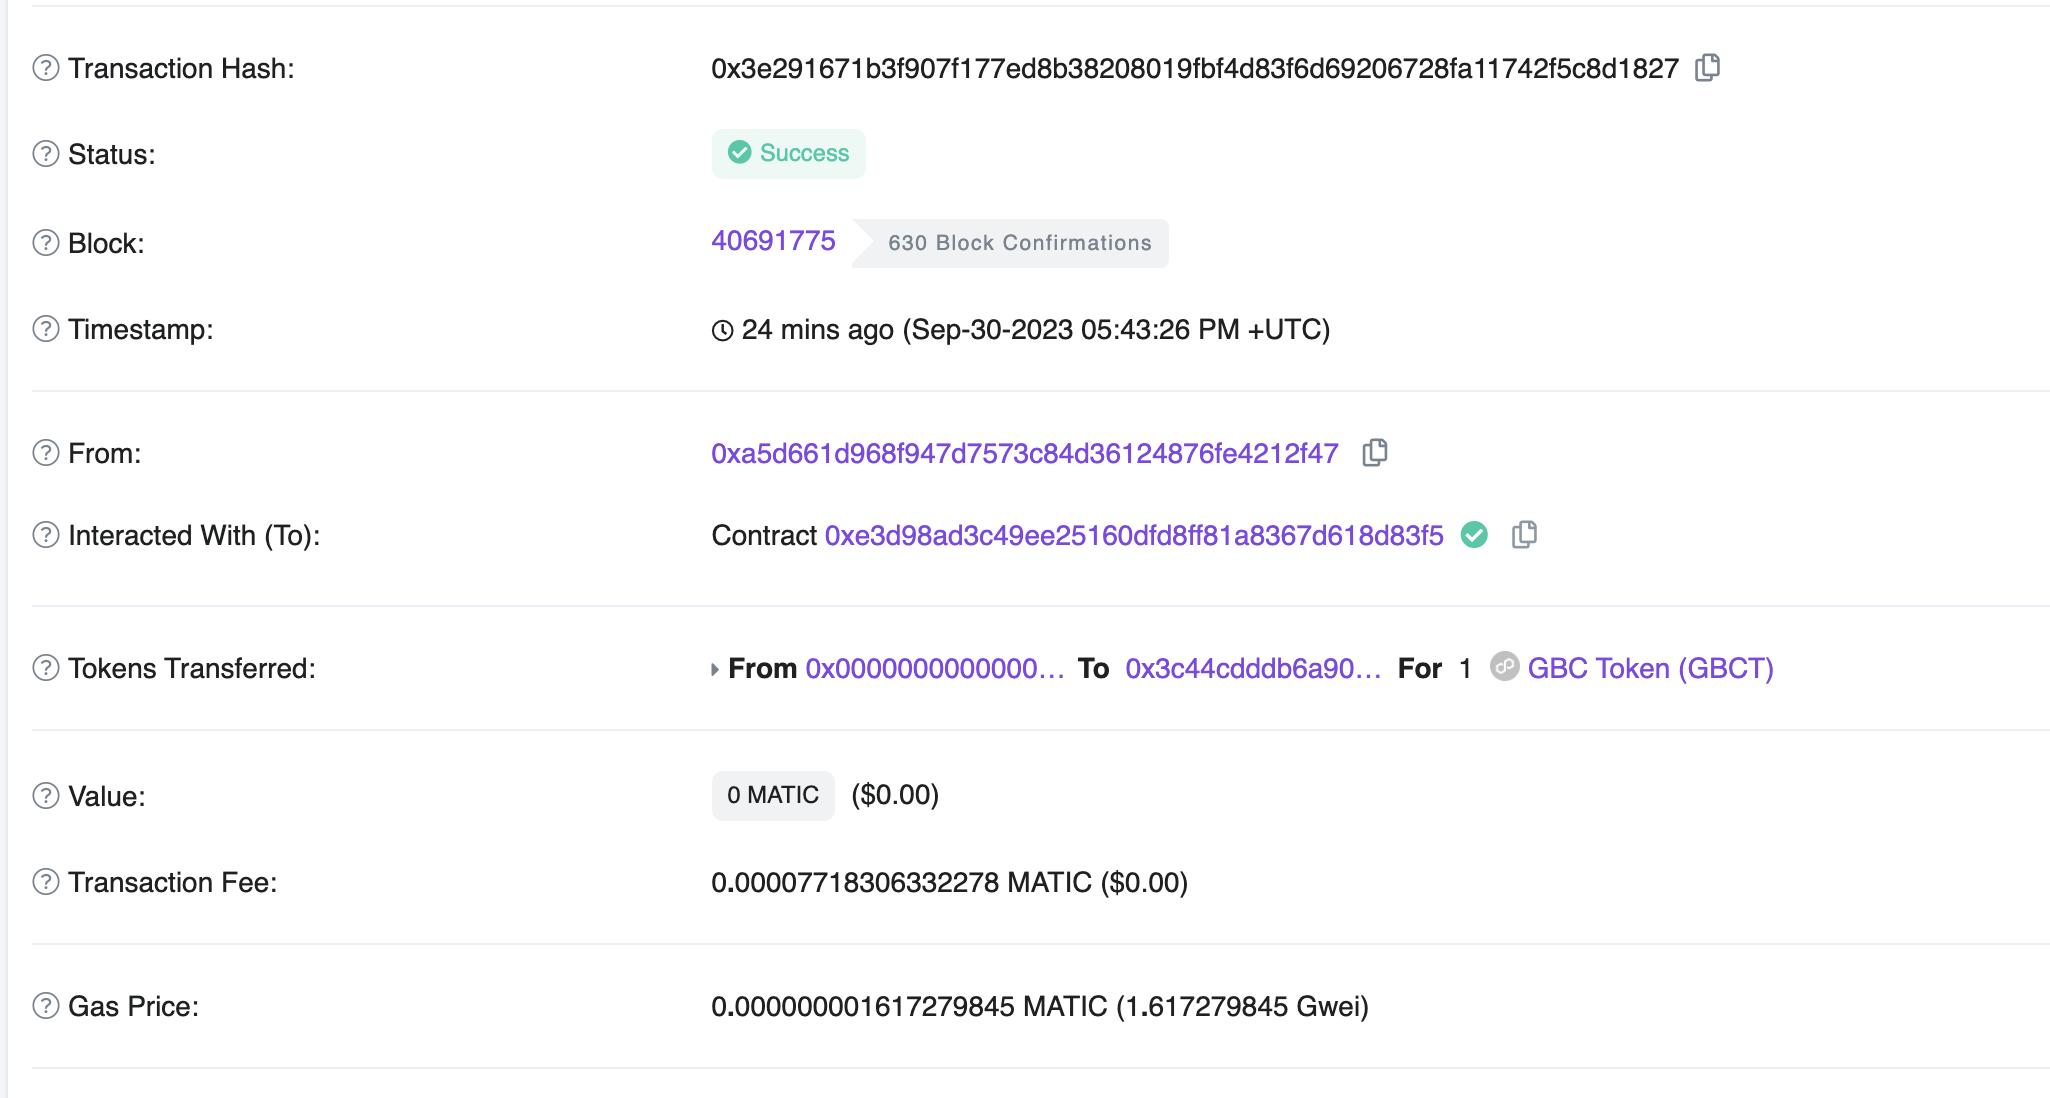 Transaction Hash: 0x3e291671b3f907f177ed8b38208019fbf4d83f6d69206728fa11742f5c8d1827
Status: Success
Block: 40691775 630 Block Confirmations
Timestamp: 24 mins ago (Sep-30-2023 05:43:26 PM +UTC)
From: 0xa5d661d968f947d7573c84d36124876fe4212f47
Interacted With (To): Contract 0xe3d98ad3c49ee25160dfd8ff81a8367d618d83f5
Tokens Transferred: From 0x0000000000000… To 0x3c44cdddb6a90… For 1 GBC Token (GBCT)
Value: 0 MATIC ($0.00)
Transaction Fee: 0.00007718306332278 MATIC ($0.00)
Gas Price: 0.000000001617279845 MATIC (1.617279845 Gwei)